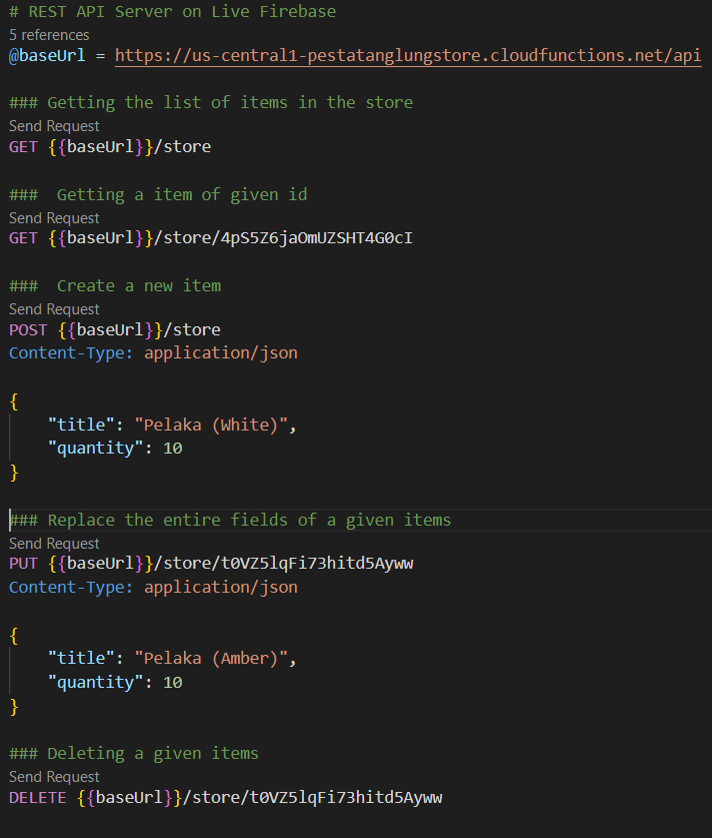 # REST API Server on Live Firebase
5 references
@baseUrl = https://us-central1-pestatanglungstore.cloudfunctions.net/api
### Getting the list of items in the store
Send Request
GET {{baseUrl}}/store
###  Getting a item of given id
Send Request
GET {{baseUrl}}/store/4pS5Z6jaOmUZSHT4G0cI
###  Create a new item
Send Request
POST {{baseUrl}}/store
Content-Type: application/json
{
"title": "Pelaka (White)",
"quantity": 10
}
### Replace the entire fields of a given items
Send Request
PUT {{baseUrl}}/store/t0VZ5lqFi73hitd5Ayww
Content-Type: application/json
{
"title": "Pelaka (Amber)",
"quantity": 10
}
### Deleting a given items
Send Request
DELETE {{baseUrl}}/store/t0VZ5lqFi73hitd5Ayww